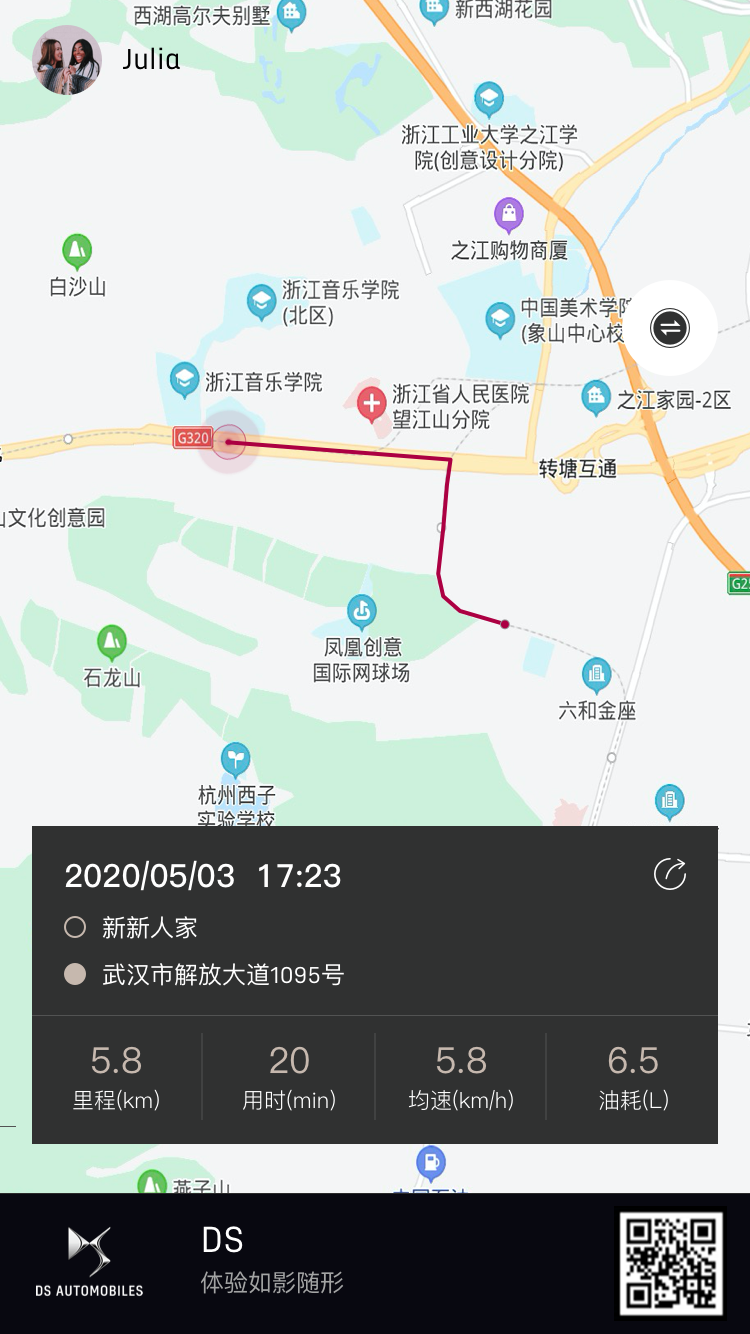 西湖高尔夫别墅
新西湖花园
Julia
浙江工业大学之江学
院(创意设计分院)
之江购物商厦
白沙山
浙江音乐学院
(北区)
中国美术学院
(象山中心校
浙江音乐学院
浙江省人民医院
望江山分院
之江家园-2区
G320
转塘互通
山文化创意园
G2
凤凰创意
国际网球场
石龙山
六和金座
杭州西子
实验学校
2020/05/03 17:23
新新人家
武汉市解放大道1095号
5.8
里程(km)
20
用时(min)
5.8
均速(km/h)
6.5
油耗(L)
燕子山
中国石油
DS
体验如影随形
DS AUTOMOBILES